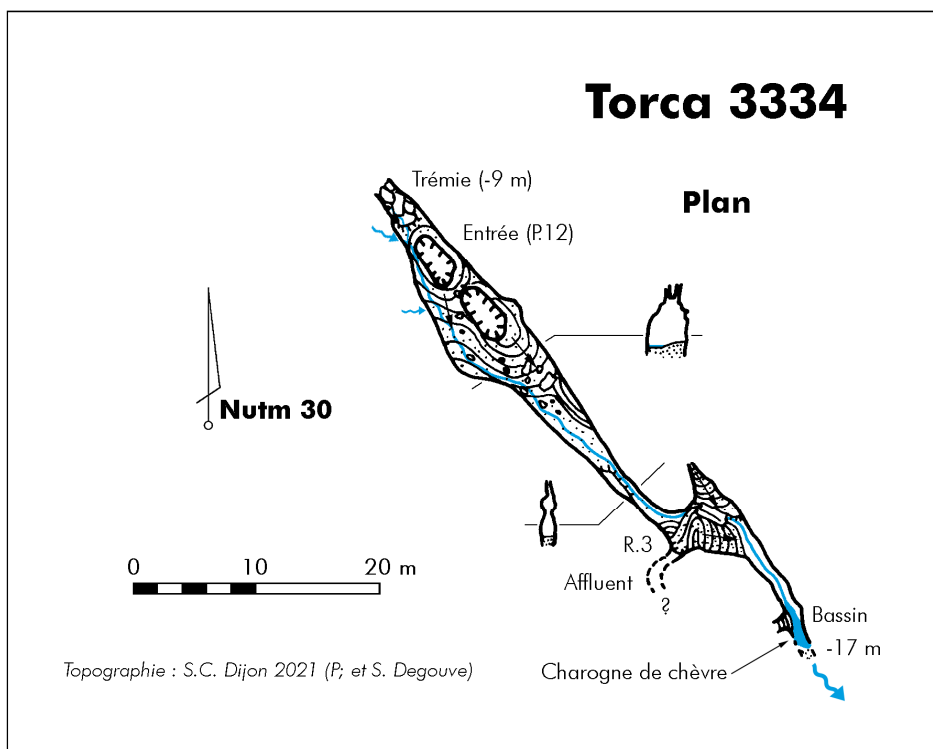 Torca 3334
Plan
Trémie (-9 m)
Entrée (P.12)
Nutm 30
0 10 20 m
R.3
Affluent
?
Bassin
-17 m
Charogne de chèvre
Topographie : S.C. Dijon 2021 (P; et S. Degouve)